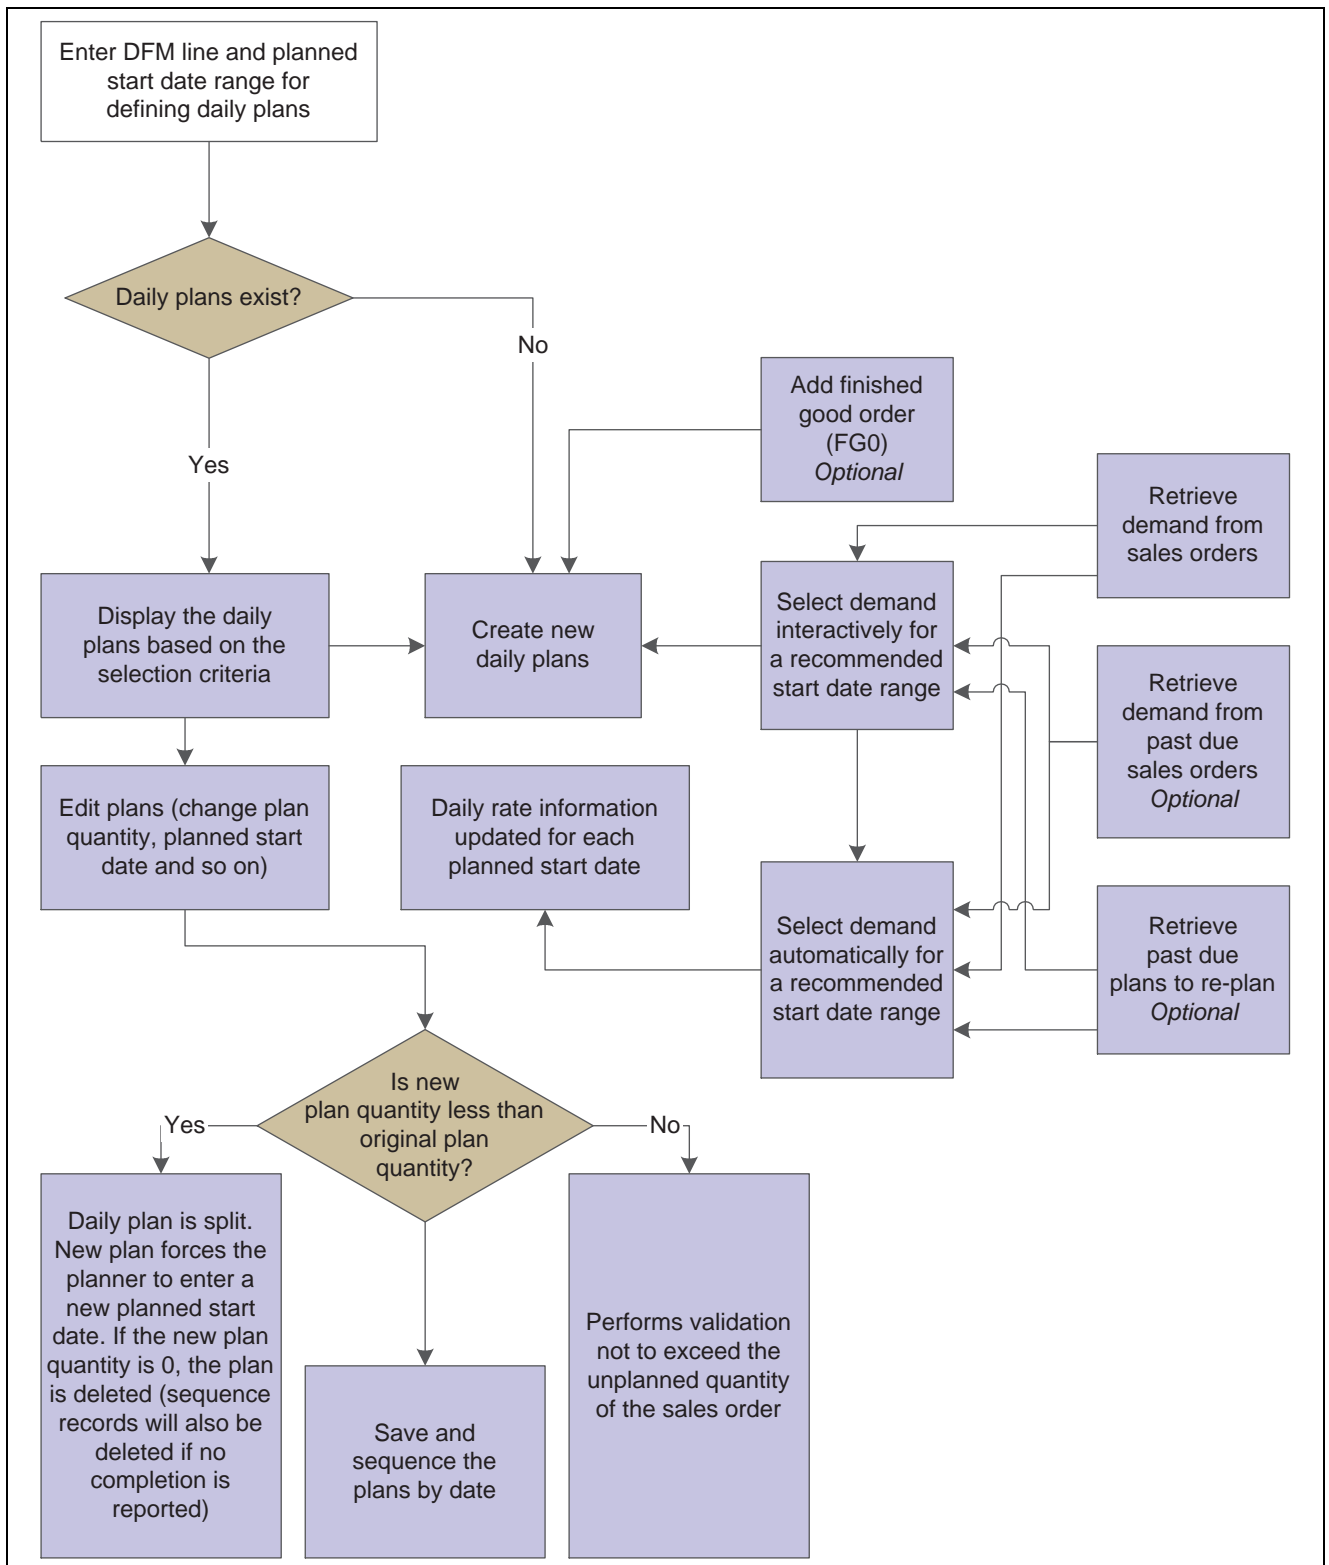 Enter DFM line and planned
start date range for
defining daily plans
Daily plans exist?
No
Yes
Add finished
good order
(FG0)
Optional
Retrieve
demand from
sales orders
Display the daily
plans based on the
selection criteria
Create new
daily plans
Select demand
interactively for
a recommended
start date range
Retrieve
demand from
past due
sales orders
Optional
Edit plans (change plan
quantity, planned start
date and so on)
Daily rate information
updated for each
planned start date
Select demand
automatically for
a recommended
start date range
Retrieve
past due
plans to re-plan
Optional
Is new
plan quantity less than
original plan
quantity?
Yes
No
Daily plan is split.
New plan forces the
planner to enter a
new planned start
date. If the new plan
quantity is 0, the plan
is deleted (sequence
records will also be
deleted if no
completion is
reported)
Save and
sequence the
plans by date
Performs validation
not to exceed the
unplanned quantity
of the sales order